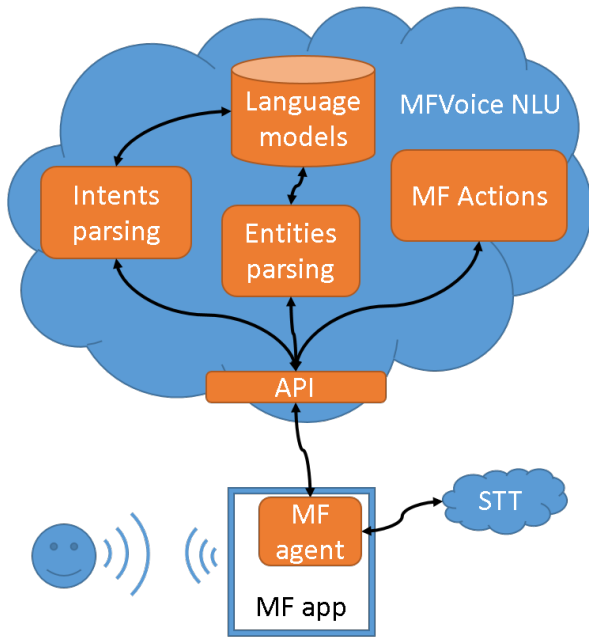 Language
models
MFVoice NLU
Intents
parsing
Entities
parsing
MF Actions
API
MF
agent
STT
MF app